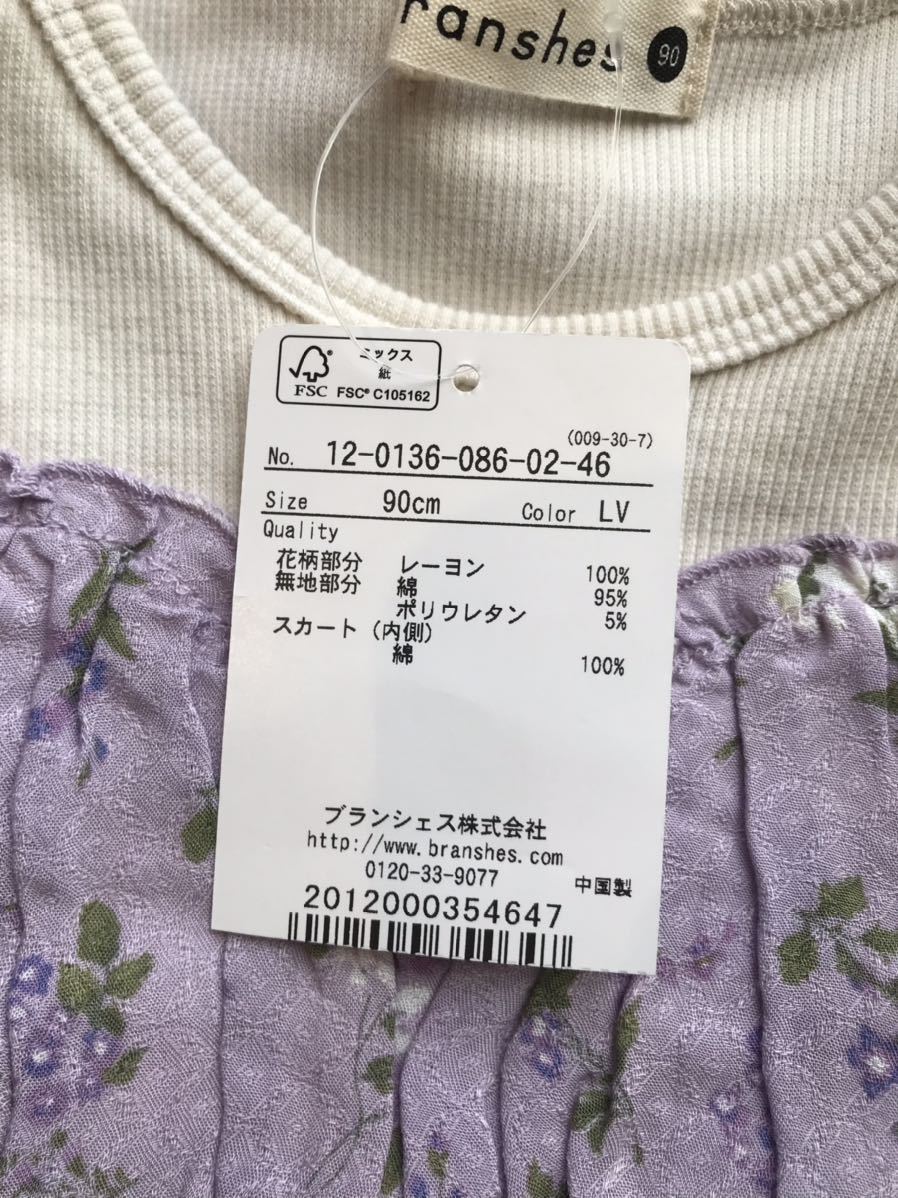 ranshes 90
ミックス
紙
FSC FSC® C105162
(009-30-7)
No. 12-0136-086-02-46
Size 90cm Color LV
Quality
花柄部分 レーヨン 100%
無地部分 綿 95%
ポリウレタン 5%
スカート(内側)
綿 100%
ブランシェス株式会社
http://www.branshes.com
0120-33-9077
中国製
2012000354647